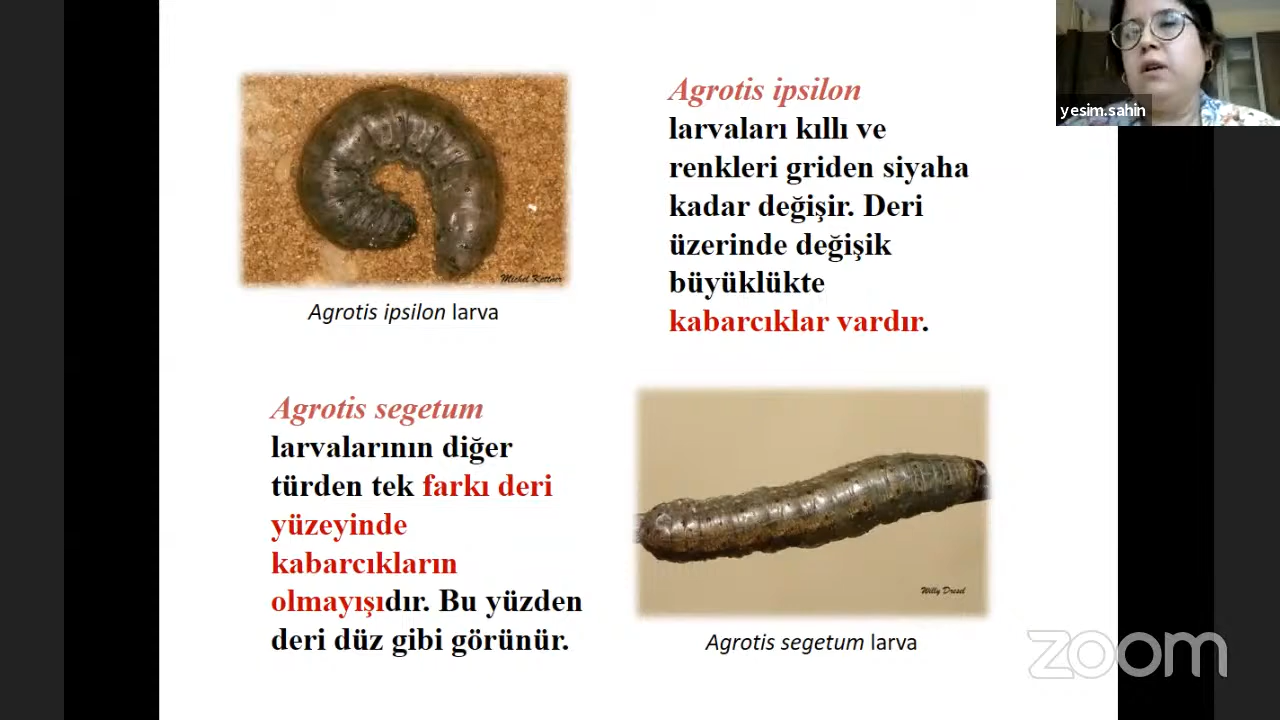 yesim.sahin
Agrotis ipsilon
larvaları kıllı ve
renkleri griden siyaha
kadar değişir. Deri
üzerinde değişik
büyüklükte
kabarcıklar vardır.
Michel Kettner
Agrotis ipsilon larva
Agrotis segetum
larvalarının diğer
türden tek farkı deri
yüzeyinde
kabarcıkların
olmayışıdır. Bu yüzden
deri düz gibi görünür.
Willy Dresel
Agrotis segetum larva
zoom